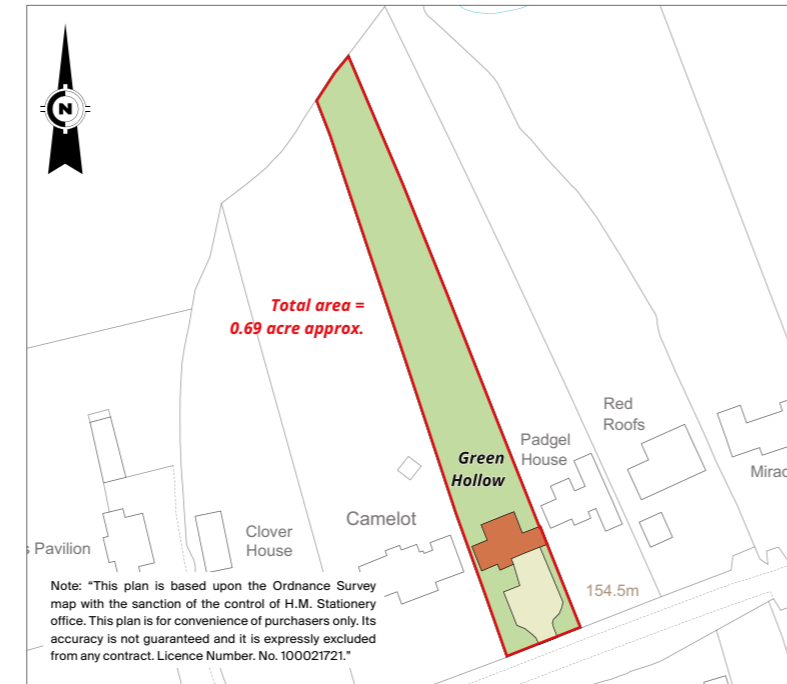 N
Total area =
0.69 acre approx.
Red
Roofs
Padgel
House
Green
Hollow
Mirac
Camelot
Clover
House
s Pavilion
154.5m
Note: “This plan is based upon the Ordnance Survey
map with the sanction of the control of H.M. Stationery
office. This plan is for convenience of purchasers only. Its
accuracy is not guaranteed and it is expressly excluded
from any contract. Licence Number. No. 100021721.”